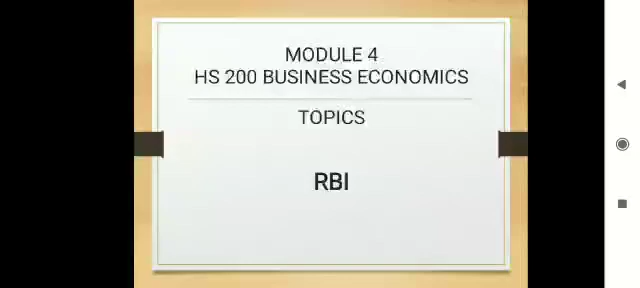 MODULE 4
HS 200 BUSINESS ECONOMICS
TOPICS
RBI